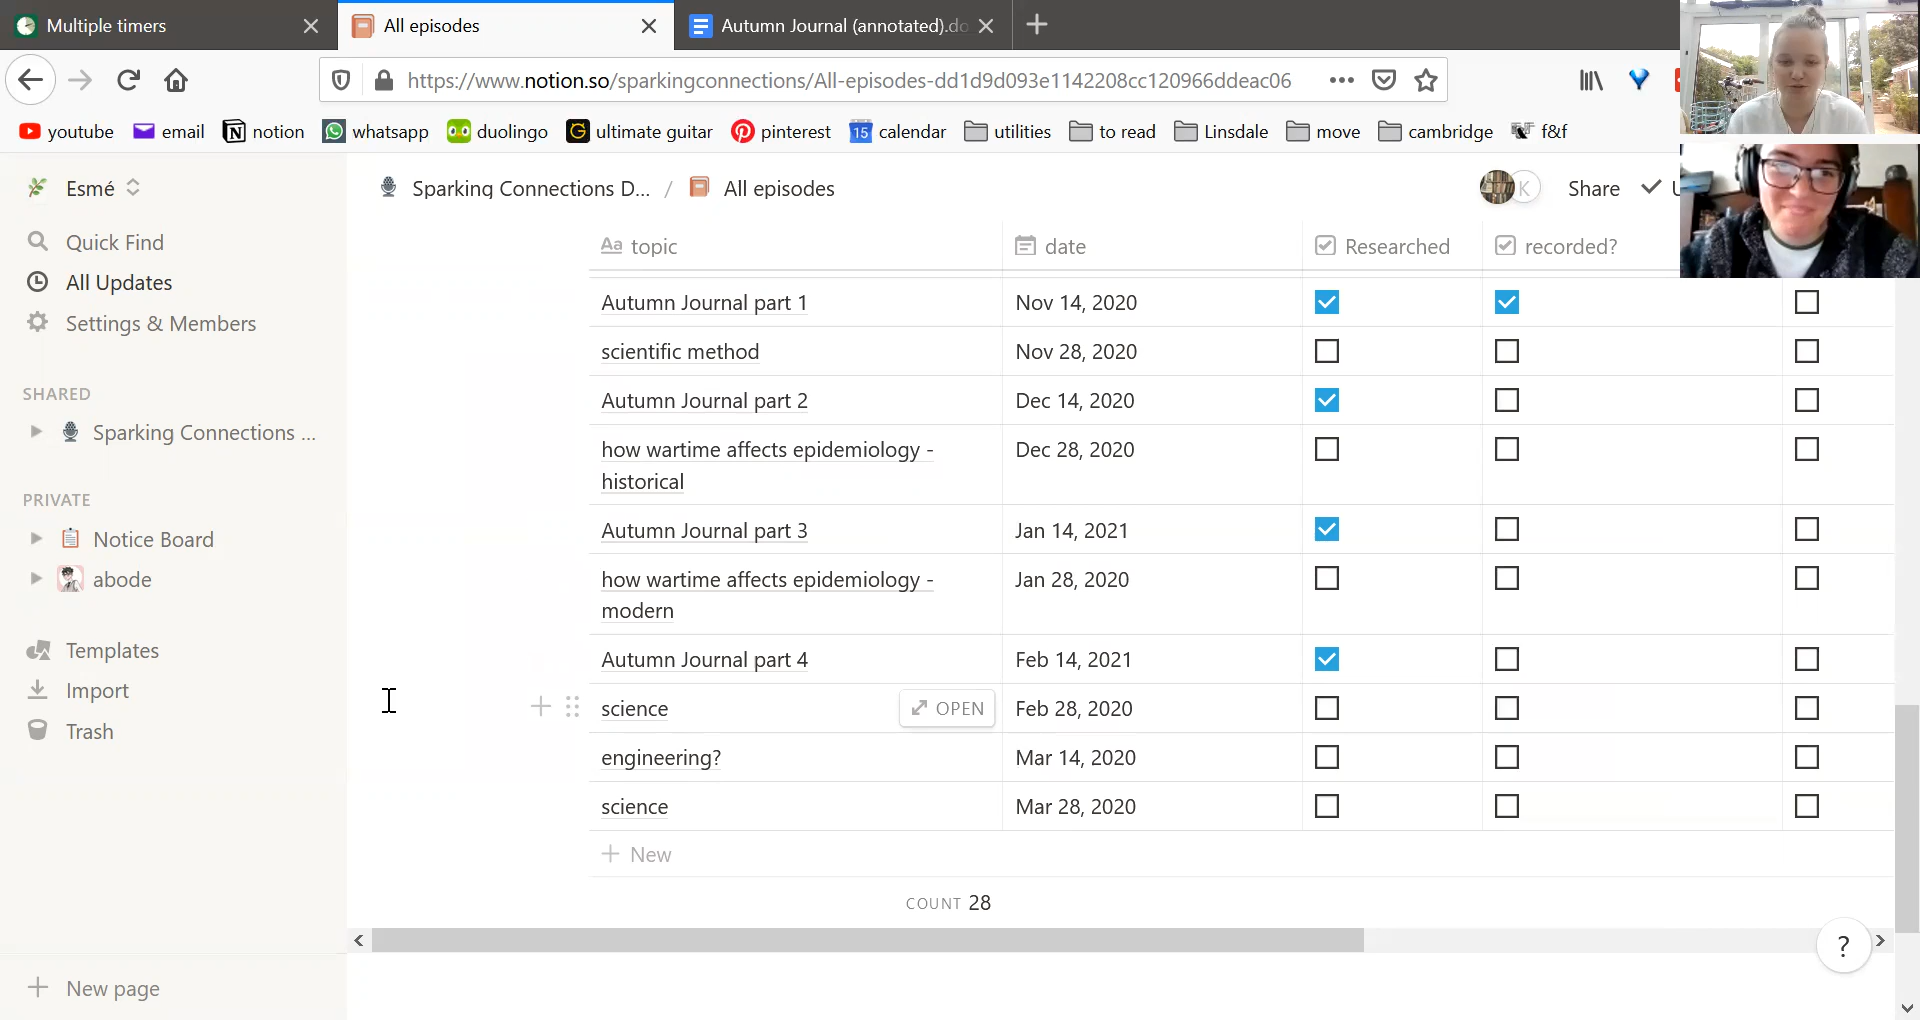 Multiple timers
All episodes
Autumn Journal (annotated).do
https://www.notion.so/sparkingconnections/All-episodes-dd1d9d093e1142208cc120966ddeac06
youtube
email
notion
whatsapp
duolingo
ultimate guitar
pinterest
15 calendar
utilities
to read
Linsdale
move
cambridge
f&f
Esmé
Quick Find
All Updates
Settings & Members
SHARED
Sparking Connections ...
PRIVATE
Notice Board
abode
Templates
Import
Trash
New page
Sparking Connections D... / All episodes
K
Share
U
Aa topic
date
Researched
recorded?
Autumn Journal part 1
Nov 14, 2020
scientific method
Nov 28, 2020
Autumn Journal part 2
Dec 14, 2020
how wartime affects epidemiology -
historical
Dec 28, 2020
Autumn Journal part 3
Jan 14, 2021
how wartime affects epidemiology -
modern
Jan 28, 2020
Autumn Journal part 4
Feb 14, 2021
science
OPEN
Feb 28, 2020
engineering?
Mar 14, 2020
science
Mar 28, 2020
New
COUNT 28
?